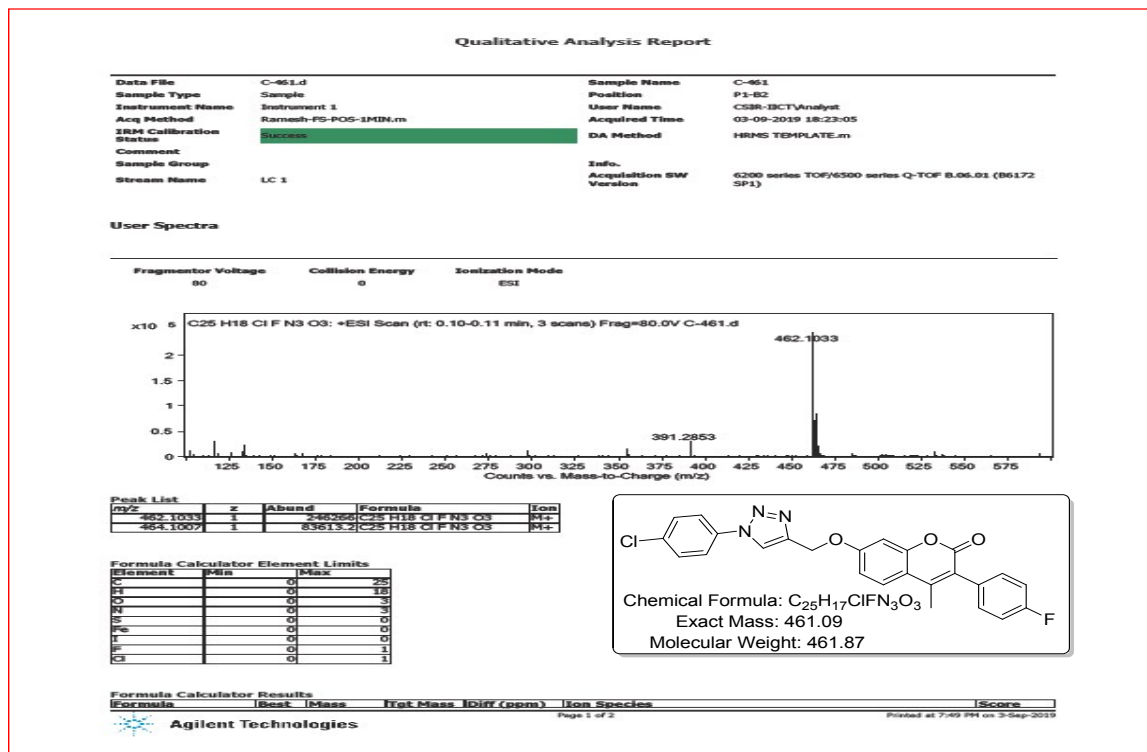 Qualitative Analysis Report
Data File C-461.d Sample Name C-461
Sample Type Sample Position P1-B2
Instrument Name Instrument 1 User Name CSIR-IICT\Analyst
Acq Method Ramesh-FS-POS-1MIN.m Acquired Time 03-09-2019 18:23:05
IRM Calibration Status Success DA Method HRMS TEMPLATE.m
Comment
Sample Group Info.
Stream Name LC 1 Acquisition SW Version 6200 series TOF/6500 series Q-TOF B.06.01 (B6172 SP1)
User Spectra
Fragmentor Voltage Collision Energy Ionization Mode
80 0 ESI
x10 5 C25 H18 Cl F N3 O3: +ESI Scan (rt: 0.10-0.11 min, 3 scans) Frag=80.0V C-461.d
462.1033
2
1.5
1
0.5
391.2853
0
125 150 175 200 225 250 275 300 325 350 375 400 425 450 475 500 525 550 575
Counts vs. Mass-to-Charge (m/z)
Peak List
m/z z Abund Formula Ion
462.1033 1 246266 C25 H18 Cl F N3 O3 M+
464.1007 1 83613.2 C25 H18 Cl F N3 O3 M+
Formula Calculator Element Limits
Element Min Max
C 0 25
H 0 18
O 0 3
N 0 3
S 0 0
Fe 0 0
I 0 0
F 0 1
Cl 0 1
Cl N N N O O O F
Chemical Formula: C₂₅H₁₇ClFN₃O₃
Exact Mass: 461.09
Molecular Weight: 461.87
Formula Calculator Results
Formula Best Mass Tgt Mass Diff (ppm) Ion Species Score
Agilent Technologies
Page 1 of 2
Printed at 7:49 PM on 3-Sep-2019